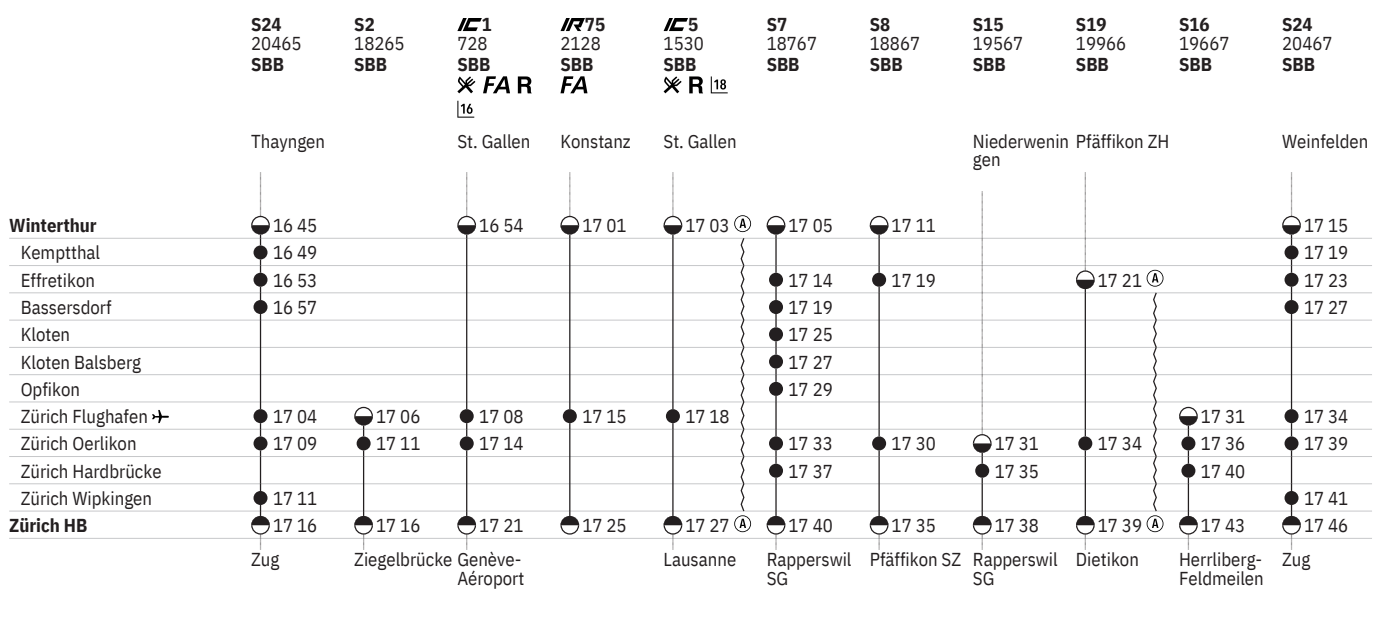 S24 S2 IC1 IR75 IC5 S7 S8 S15 S19 S16 S24
20465 18265 728 2128 1530 18767 18867 19567 19966 19667 20467
SBB SBB SBB SBB SBB SBB SBB SBB SBB SBB SBB
FA R FA R 18
16
Thayngen St. Gallen Konstanz St. Gallen Niederwenin Pfäffikon ZH Weinfelden
gen
Winterthur 16 45 16 54 17 01 17 03 A 17 05 17 11 17 15
Kemptthal 16 49 17 19
Effretikon 16 53 17 14 17 19 17 21 A 17 23
Bassersdorf 16 57 17 19 17 27
Kloten 17 25
Kloten Balsberg 17 27
Opfikon 17 29
Zürich Flughafen 17 04 17 06 17 08 17 15 17 18 17 31 17 34
Zürich Oerlikon 17 09 17 11 17 14 17 33 17 30 17 31 17 34 17 36 17 39
Zürich Hardbrücke 17 37 17 35 17 40
Zürich Wipkingen 17 11 17 41
Zürich HB 17 16 17 16 17 21 17 25 17 27 A 17 40 17 35 17 38 17 39 A 17 43 17 46
Zug Ziegelbrücke Genève- Lausanne Rapperswil Pfäffikon SZ Rapperswil Dietikon Herrliberg- Zug
Aéroport SG SG Feldmeilen